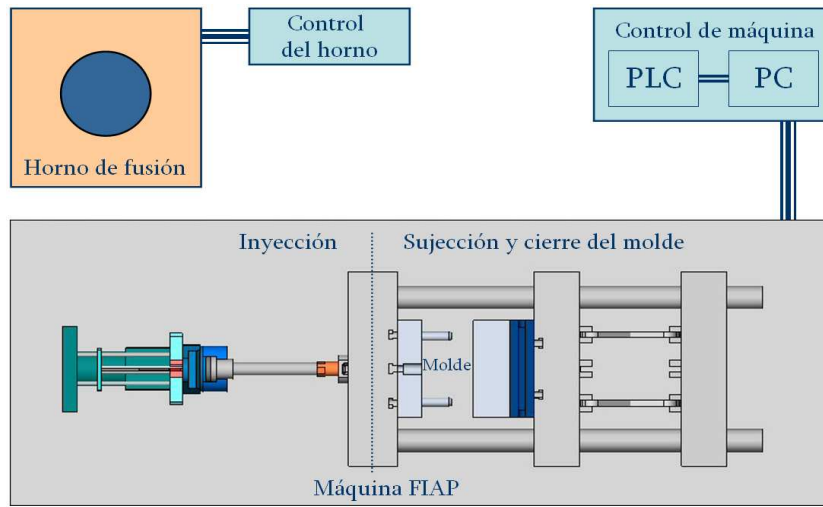 Control
del horno
Control de máquina
PLC
PC
Horno de fusión
Inyección
Sujección y cierre del molde
Molde
Máquina FIAP